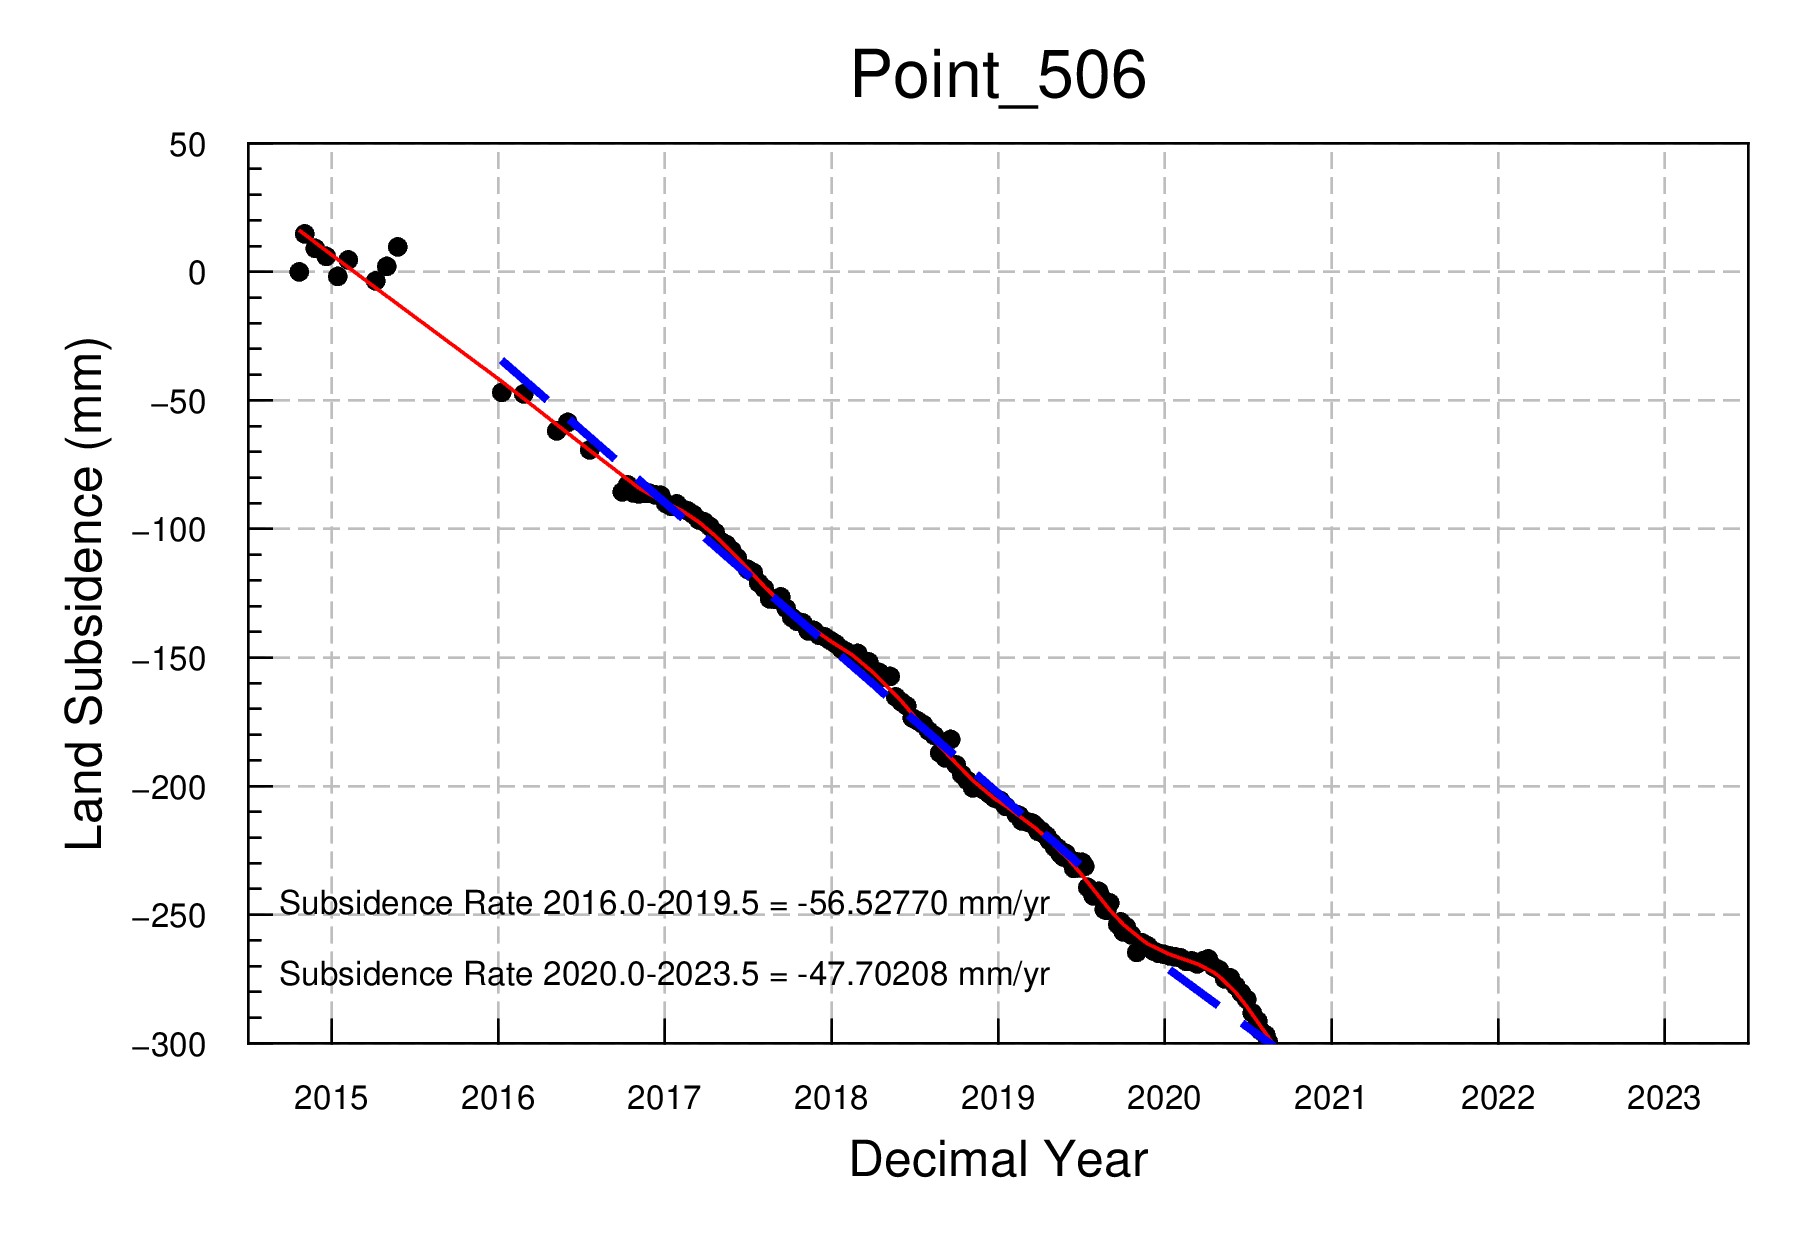 Point_506
50
0
−50
−100
−150
−200
−250
−300
Land Subsidence (mm)
Subsidence Rate 2016.0-2019.5 = -56.52770 mm/yr
Subsidence Rate 2020.0-2023.5 = -47.70208 mm/yr
2015 2016 2017 2018 2019 2020 2021 2022 2023
Decimal Year